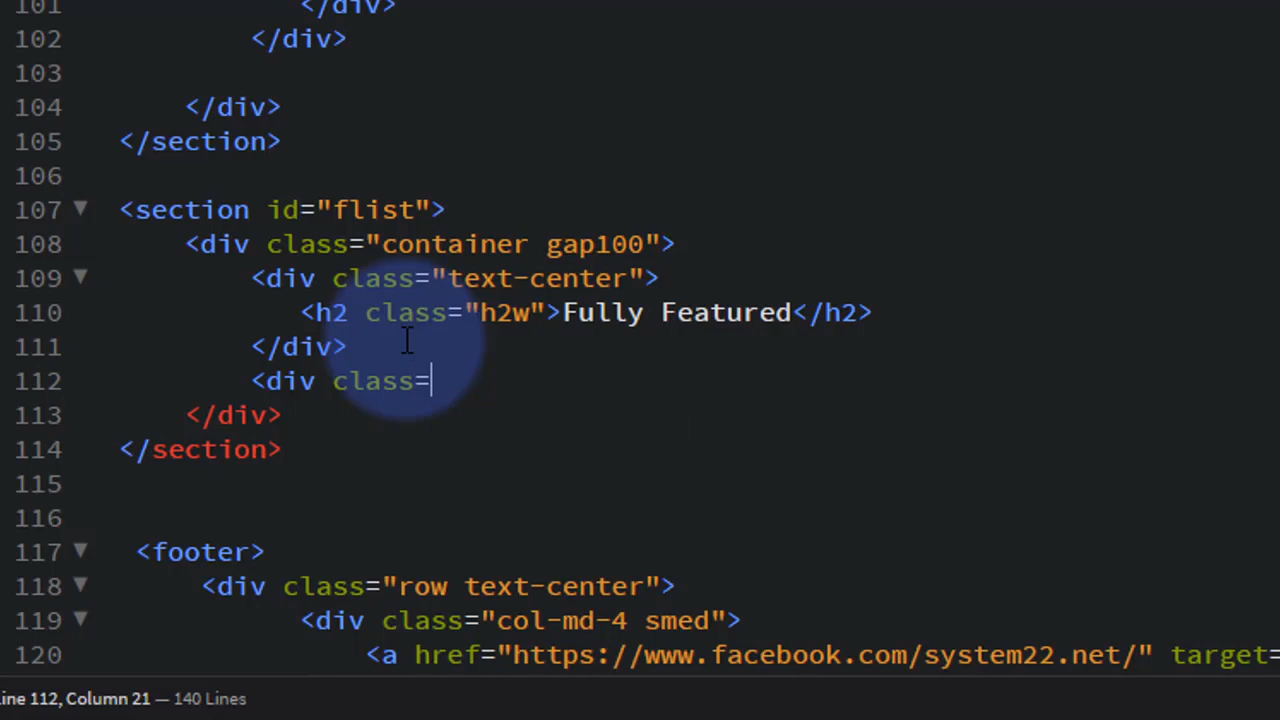 101 </div>
102 </div>
103
104 </div>
105 </section>
106
107 ▼ <section id="flist">
108 <div class="container gap100">
109 ▼ <div class="text-center">
110 <h2 class="h2w">Fully Featured</h2>
111 </div>
112 <div class=
113 </div>
114 </section>
115
116
117 ▼ <footer>
118 ▼ <div class="row text-center">
119 ▼ <div class="col-md-4 smed">
120 <a href="https://www.facebook.com/system22.net/" target=
ine 112, Column 21 — 140 Lines